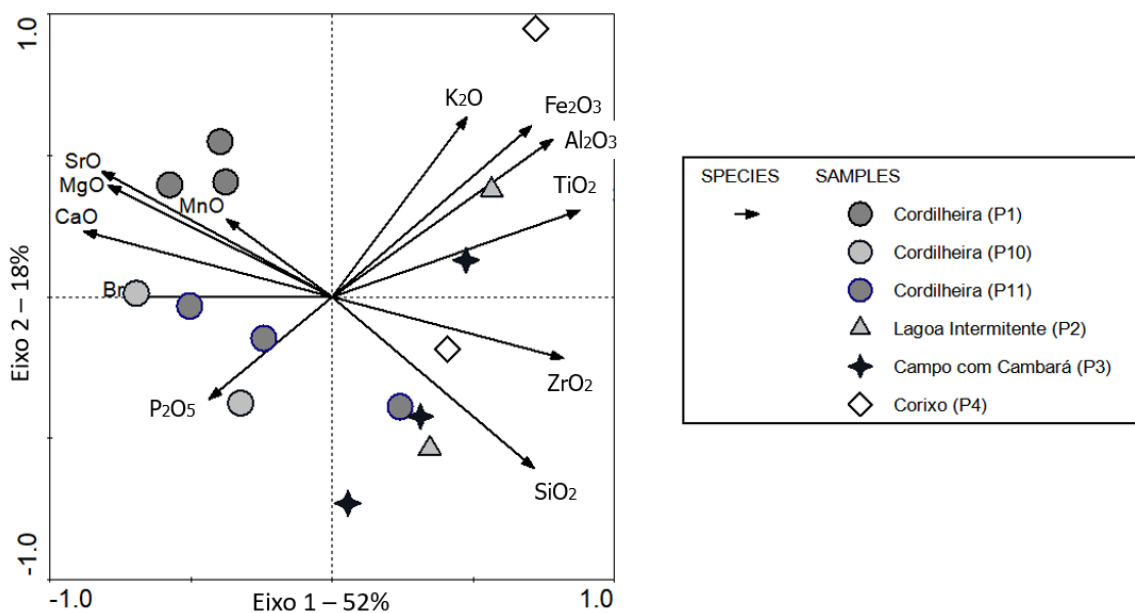 1.0
K2O
Fe2O3
Al2O3
SrO
MgO
TiO2
MnO
CaO
Br
ZrO2
P2O5
SiO2
Eixo 2 – 18%
-1.0
-1.0
Eixo 1 – 52%
1.0
SPECIES SAMPLES
Cordilheira (P1)
Cordilheira (P10)
Cordilheira (P11)
Lagoa Intermitente (P2)
Campo com Cambará (P3)
Corixo (P4)